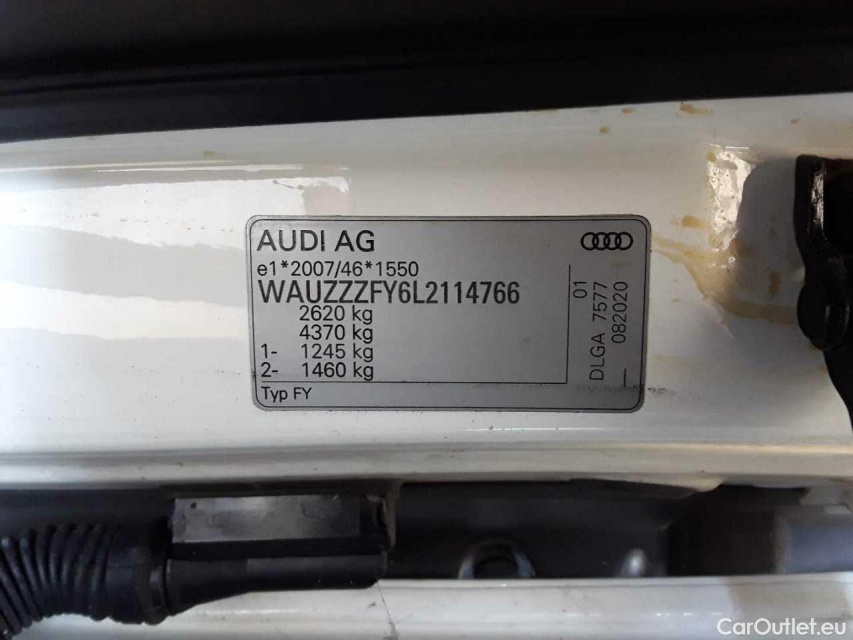 AUDI AG
e1*2007/46*1550
WAUZZZFY6L2114766
2620 kg
4370 kg
1- 1245 kg
2- 1460 kg
Typ FY
01
DLGA 7577
082020
CarOutlet.eu